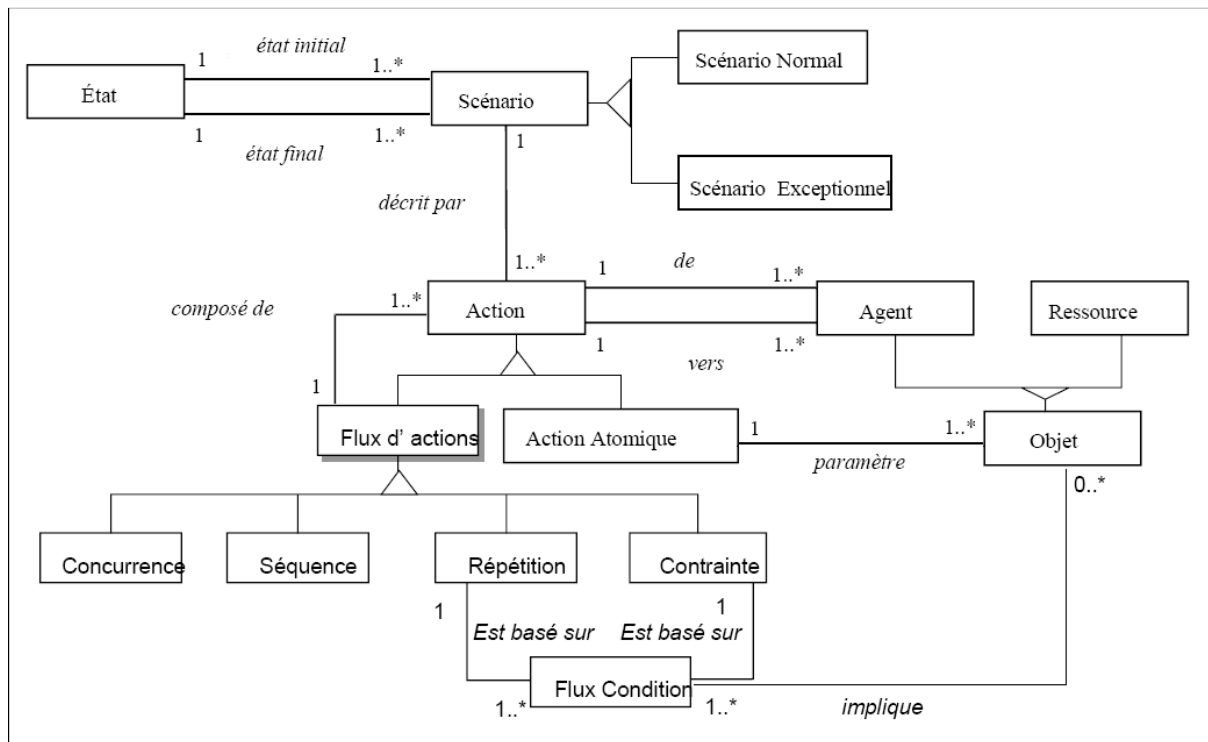 état initial
Scénario Normal
1
1..*
État
Scénario
1
1..*
1
état final
Scénario Exceptionnel
décrit par
1..*
1
de
1..*
composé de
1..*
Action
Agent
Ressource
1
1..*
vers
1
Flux d' actions
Action Atomique
1
1..*
Objet
paramètre
0..*
Concurrence
Séquence
Répétition
Contrainte
1
1
Est basé sur
Est basé sur
Flux Condition
1..*
1..*
implique